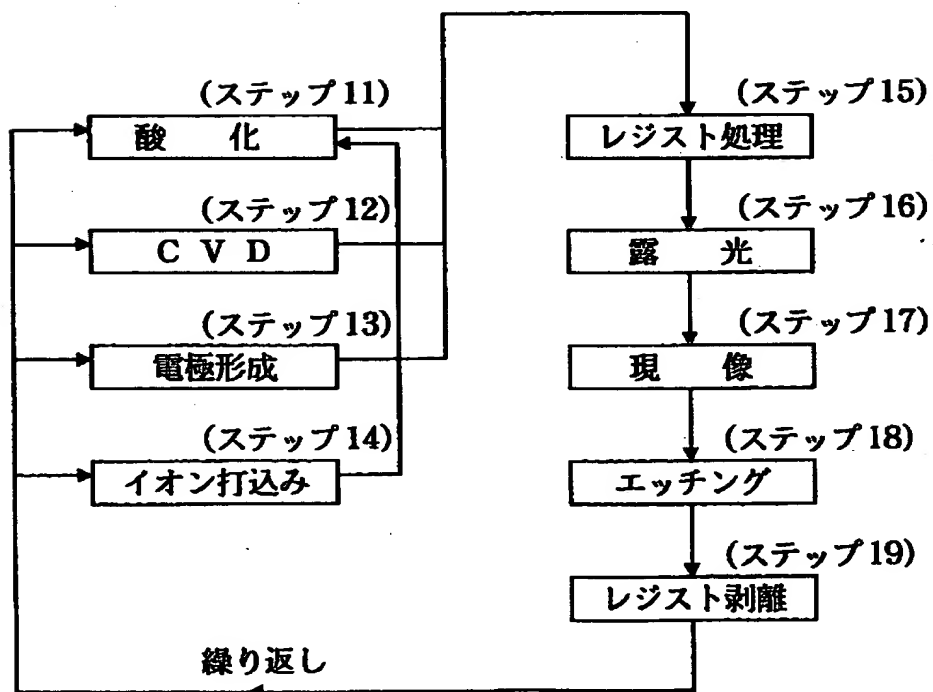 (ステップ11)
酸化
(ステップ12)
CVD
(ステップ13)
電極形成
(ステップ14)
イオン打込み
(ステップ15)
レジスト処理
(ステップ16)
露光
(ステップ17)
現像
(ステップ18)
エッチング
(ステップ19)
レジスト剥離
繰り返し